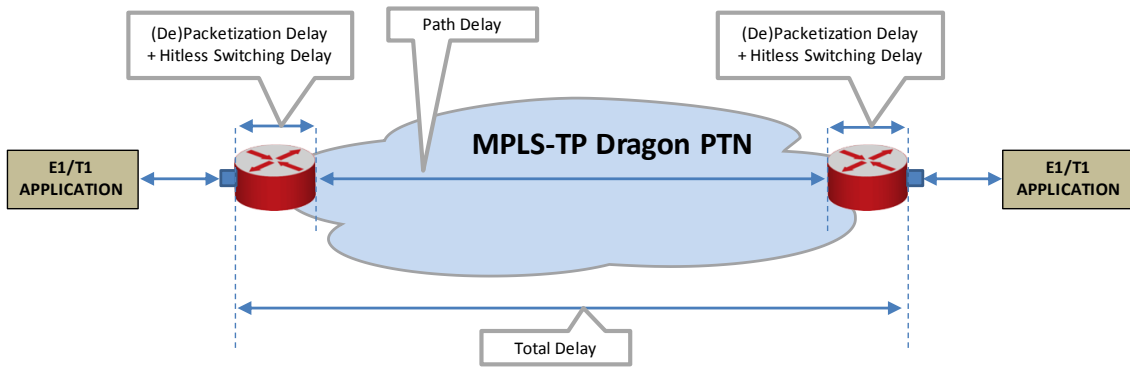 (De)Packetization Delay
+ Hitless Switching Delay
Path Delay
(De)Packetization Delay
+ Hitless Switching Delay
MPLS-TP Dragon PTN
E1/T1
APPLICATION
E1/T1
APPLICATION
Total Delay